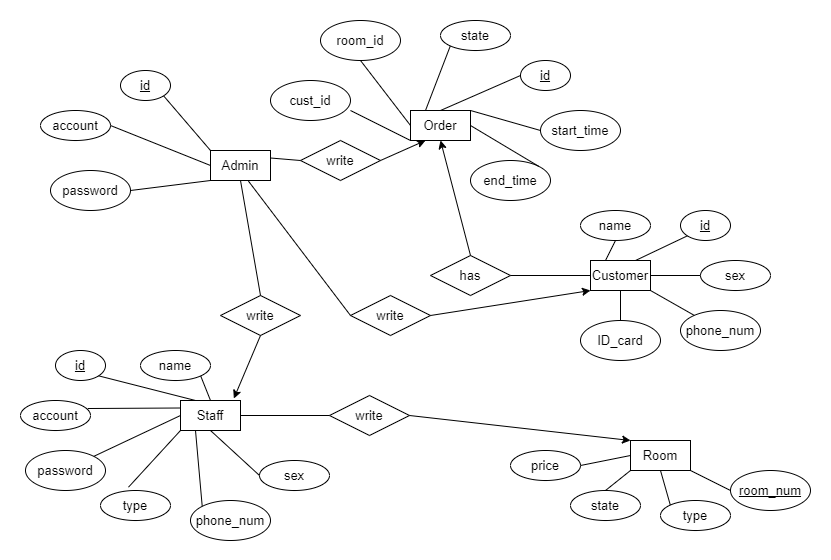 state
room_id
id
id
cust_id
account
Order
start_time
write
Admin
end_time
password
name
id
has
Customer
sex
write
write
phone_num
ID_card
id
name
account
Staff
write
Room
price
password
sex
room_num
type
state
type
phone_num